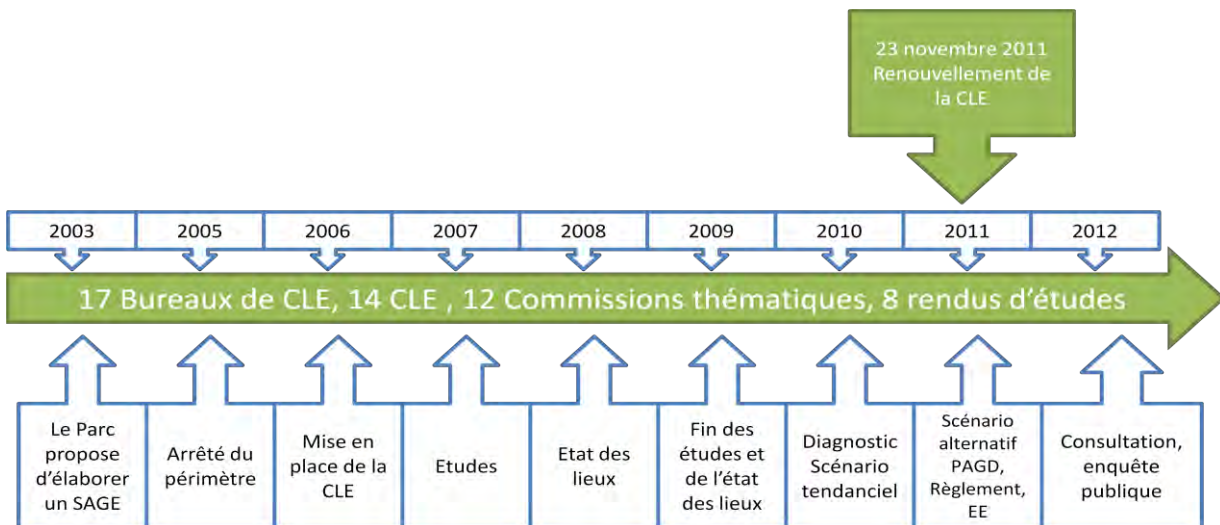 23 novembre 2011
Renouvellement de
la CLE
2003
2005
2006
2007
2008
2009
2010
2011
2012
17 Bureaux de CLE, 14 CLE , 12 Commissions thématiques, 8 rendus d'études
Le Parc
propose
d'élaborer
un SAGE
Arrêté du
périmètre
Mise en
place de la
CLE
Etudes
Etat des
lieux
Fin des
études et
de l'état
des lieux
Diagnostic
Scénario
tendanciel
Scénario
alternatif
PAGD,
Règlement,
EE
Consultation,
enquête
publique